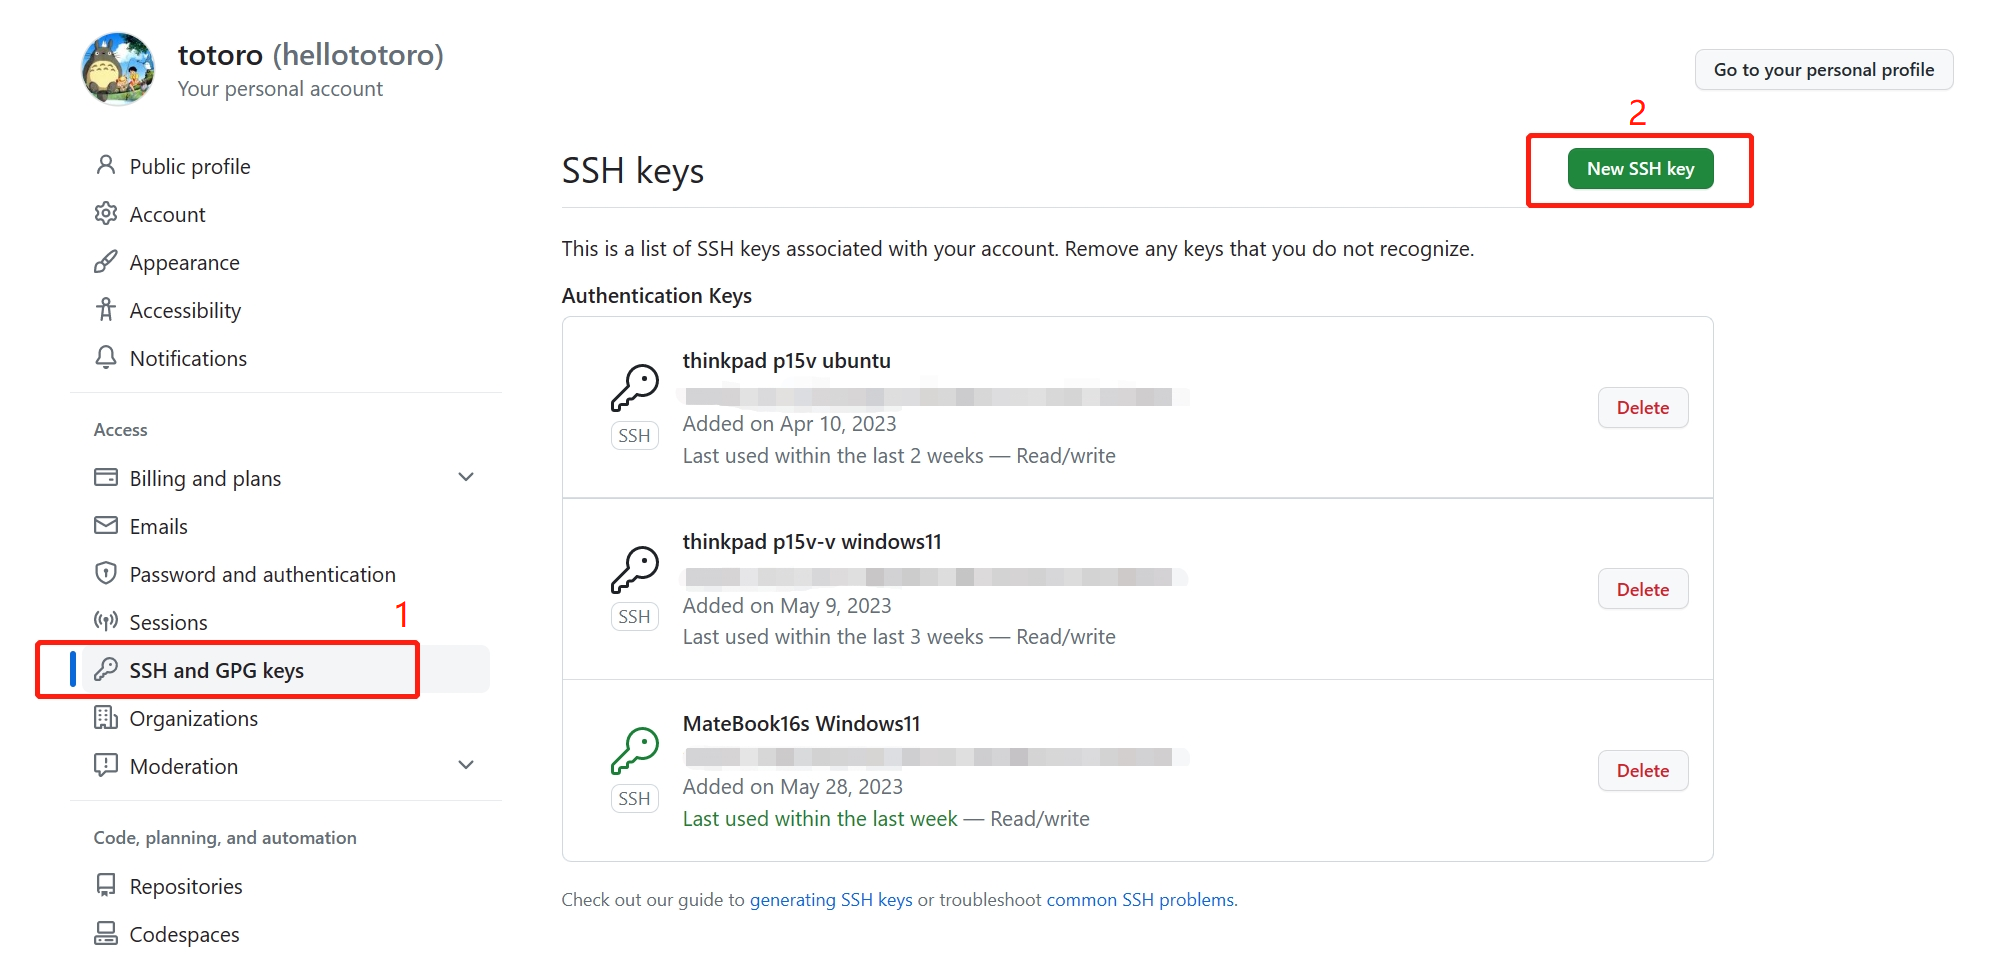 totoro (hellototoro)
Your personal account
Go to your personal profile
Public profile
Account
Appearance
Accessibility
Notifications
Access
Billing and plans
Emails
Password and authentication
Sessions
1
SSH and GPG keys
Organizations
Moderation
Code, planning, and automation
Repositories
Codespaces
2
SSH keys
New SSH key
This is a list of SSH keys associated with your account. Remove any keys that you do not recognize.
Authentication Keys
thinkpad p15v ubuntu
SSH
Added on Apr 10, 2023
Last used within the last 2 weeks — Read/write
Delete
thinkpad p15v-v windows11
SSH
Added on May 9, 2023
Last used within the last 3 weeks — Read/write
Delete
MateBook16s Windows11
SSH
Added on May 28, 2023
Last used within the last week — Read/write
Delete
Check out our guide to generating SSH keys or troubleshoot common SSH problems.